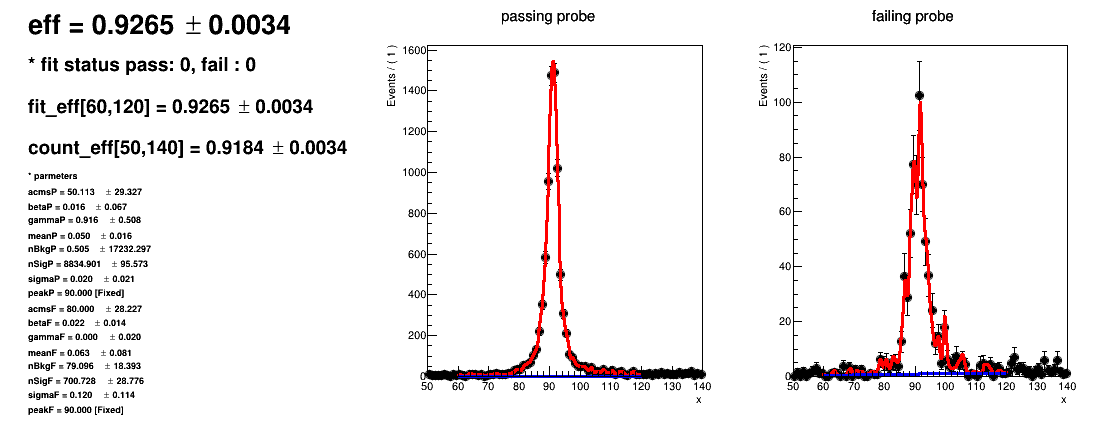 eff = 0.9265 ± 0.0034
* fit status pass: 0, fail : 0
fit_eff[60,120] = 0.9265 ± 0.0034
count_eff[50,140] = 0.9184 ± 0.0034
* parmeters
acmsP = 50.113 ± 29.327
betaP = 0.016 ± 0.067
gammaP = 0.916 ± 0.508
meanP = 0.050 ± 0.016
nBkgP = 0.505 ± 17232.297
nSigP = 8834.901 ± 95.573
sigmaP = 0.020 ± 0.021
peakP = 90.000 [Fixed]
acmsF = 80.000 ± 28.227
betaF = 0.022 ± 0.014
gammaF = 0.000 ± 0.020
meanF = 0.063 ± 0.081
nBkgF = 79.096 ± 18.393
nSigF = 700.728 ± 28.776
sigmaF = 0.120 ± 0.114
peakF = 90.000 [Fixed]
passing probe
Events / ( 1 )
1600
1400
1200
1000
800
600
400
200
0
50 60 70 80 90 100 110 120 130 140
x
failing probe
Events / ( 1 )
120
100
80
60
40
20
0
50 60 70 80 90 100 110 120 130 140
x